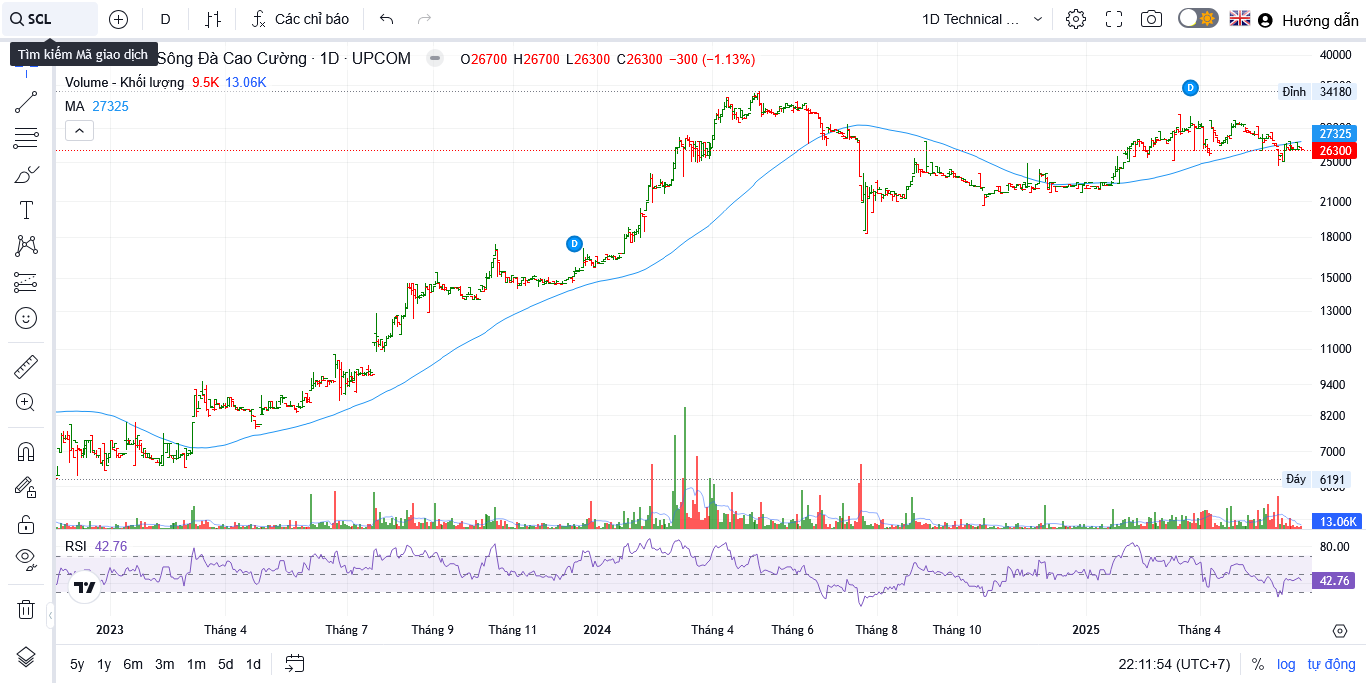 SCL
D
Các chỉ báo
1D Technical ...
Hướng dẫn
Tìm kiếm Mã giao dịch
Sông Đà Cao Cường · 1D · UPCOM
O26700 H26700 L26300 C26300 −300 (−1.13%)
Volume - Khối lượng 9.5K 13.06K
MA 27325
D
D
40000
Đỉnh 34180
27325
26300
25000
21000
18000
15000
13000
11000
9400
8200
7000
Đáy 6191
13.06K
RSI 42.76
80.00
42.76
2023 Tháng 4 Tháng 7 Tháng 9 Tháng 11 2024 Tháng 4 Tháng 6 Tháng 8 Tháng 10 2025 Tháng 4
5y 1y 6m 3m 1m 5d 1d
22:11:54 (UTC+7) % log tự động